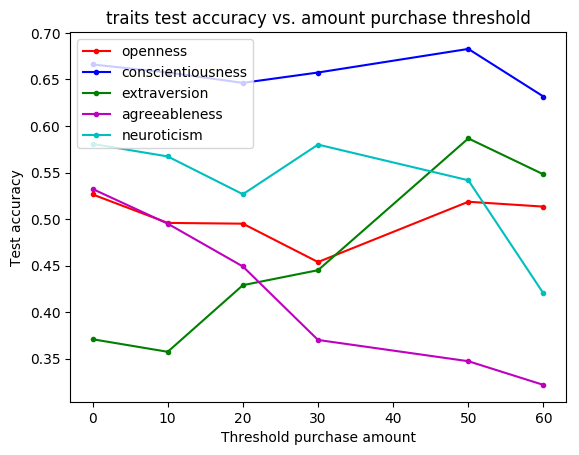 traits test accuracy vs. amount purchase threshold
0.70
0.65
0.60
0.55
0.50
0.45
0.40
0.35
Test accuracy
openness
conscientiousness
extraversion
agreeableness
neuroticism
0 10 20 30 40 50 60
Threshold purchase amount